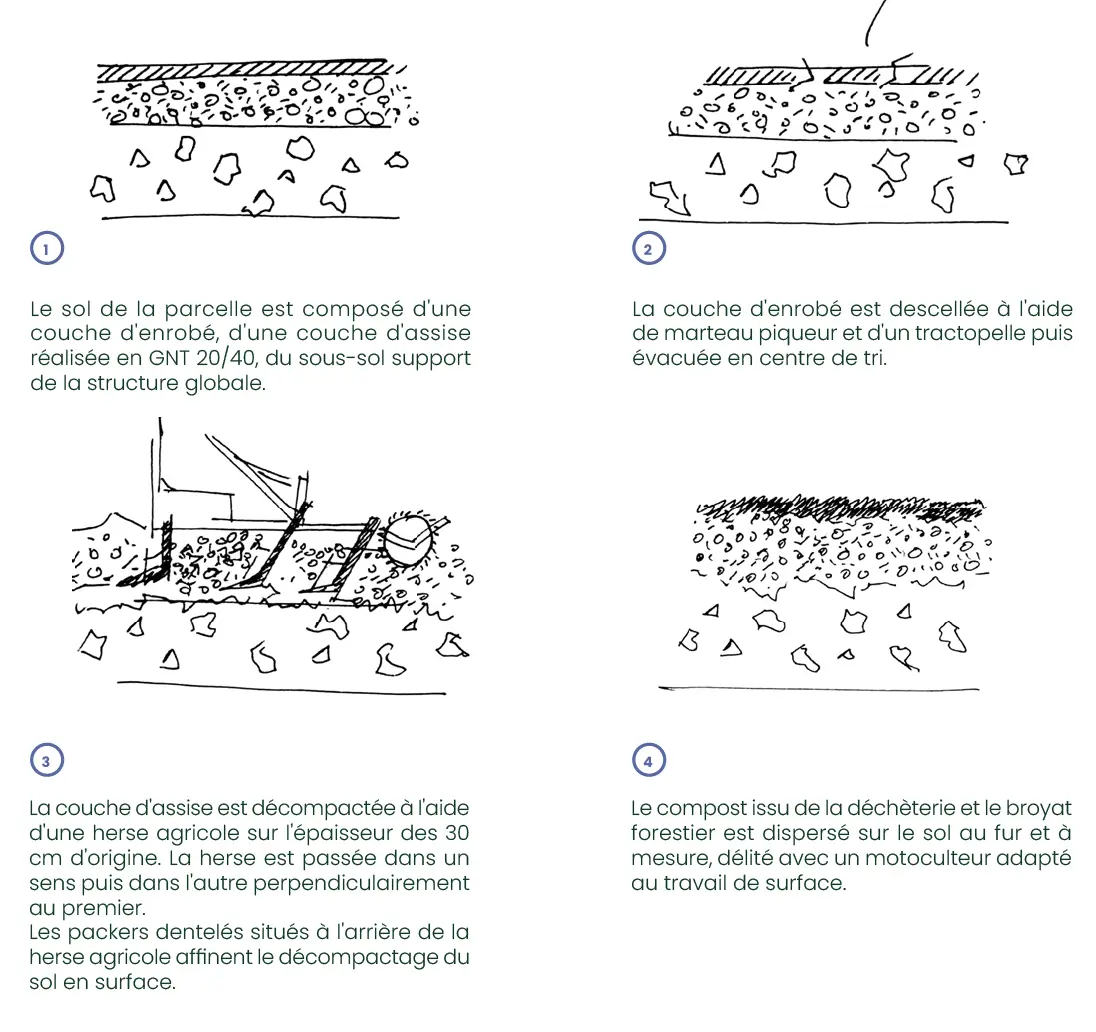 1
Le sol de la parcelle est composé d'une
couche d'enrobé, d'une couche d'assise
réalisée en GNT 20/40, du sous-sol support
de la structure globale.
2
La couche d'enrobé est descellée à l'aide
de marteau piqueur et d'un tractopelle puis
évacuée en centre de tri.
3
La couche d'assise est décompactée à l'aide
d'une herse agricole sur l'épaisseur des 30
cm d'origine. La herse est passée dans un
sens puis dans l'autre perpendiculairement
au premier.
Les packers dentelés situés à l'arrière de la
herse agricole affinent le décompactage du
sol en surface.
4
Le compost issu de la déchèterie et le broyat
forestier est dispersé sur le sol au fur et à
mesure, délité avec un motoculteur adapté
au travail de surface.